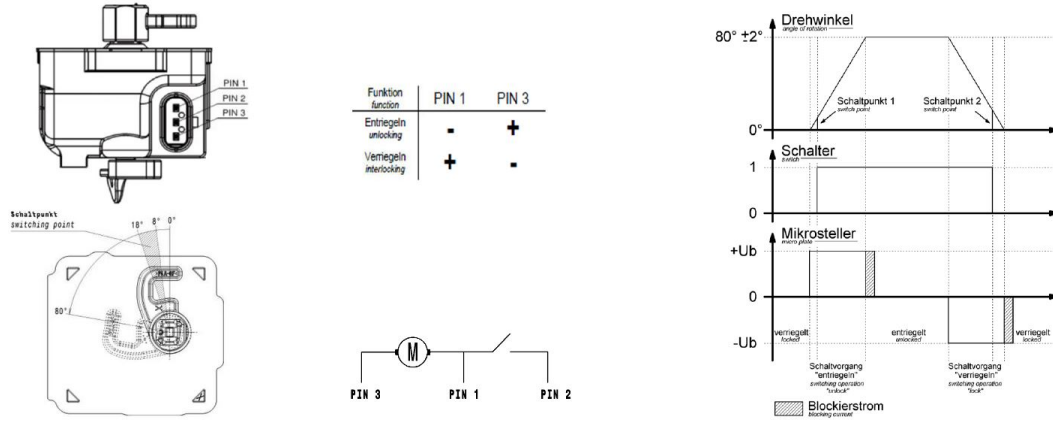 PIN 1
PIN 2
PIN 3
Schaltpunkt
switching point
18° 8° 0°
80°
Funktion PIN 1 PIN 3
function
Entriegeln - +
unlocking
Verriegeln + -
interlocking
M
PIN 3 PIN 1 PIN 2
Drehwinkel
angle of rotation
80° ±2°
Schaltpunkt 1 Schaltpunkt 2
switch point switch point
0°
Schalter
switch
1
0
Mikrosteller
micro plate
+Ub
0
verriegelt entriegelt verriegelt
locked unlocked locked
-Ub
Schaltvorgang Schaltvorgang
"entriegeln" "verriegeln"
switching operation switching operation
"unlock" "lock"
Blockierstrom
blocking current